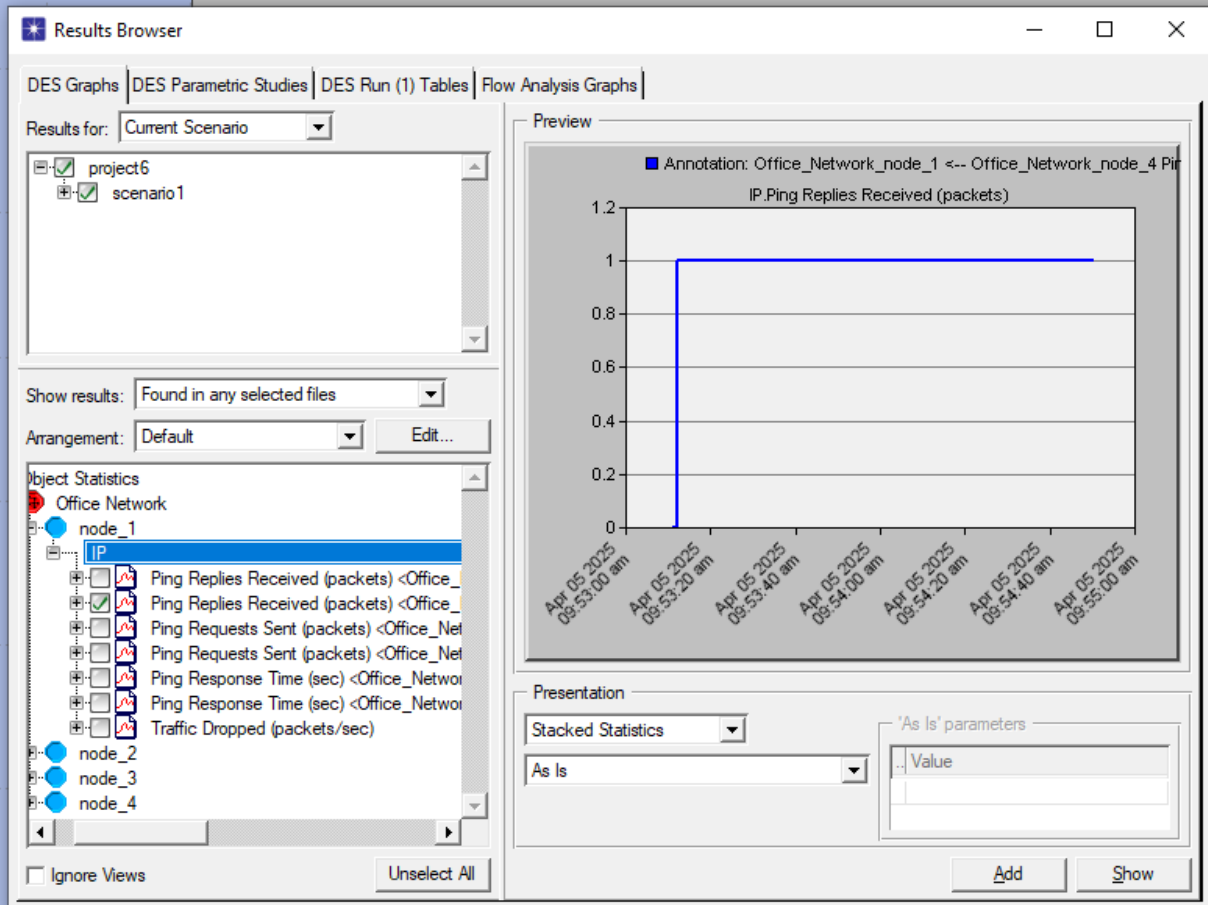 Results Browser
DES Graphs
DES Parametric Studies
DES Run (1) Tables
Flow Analysis Graphs
Results for:
Current Scenario
project6
scenario1
Show results:
Found in any selected files
Arrangement:
Default
Edit...
Object Statistics
Office Network
node_1
IP
Ping Replies Received (packets) <Office_
Ping Replies Received (packets) <Office_
Ping Requests Sent (packets) <Office_Net
Ping Requests Sent (packets) <Office_Net
Ping Response Time (sec) <Office_Networ
Ping Response Time (sec) <Office_Networ
Traffic Dropped (packets/sec)
node_2
node_3
node_4
Ignore Views
Unselect All
Preview
Annotation: Office_Network_node_1 <-- Office_Network_node_4 Pin
IP.Ping Replies Received (packets)
1.2
1
0.8
0.6
0.4
0.2
0
Apr 05 2025
09:53:00 am
Apr 05 2025
09:53:20 am
Apr 05 2025
09:53:40 am
Apr 05 2025
09:54:00 am
Apr 05 2025
09:54:20 am
Apr 05 2025
09:54:40 am
Apr 05 2025
09:55:00 am
Presentation
Stacked Statistics
As Is
'As Is' parameters
.. Value
Add
Show